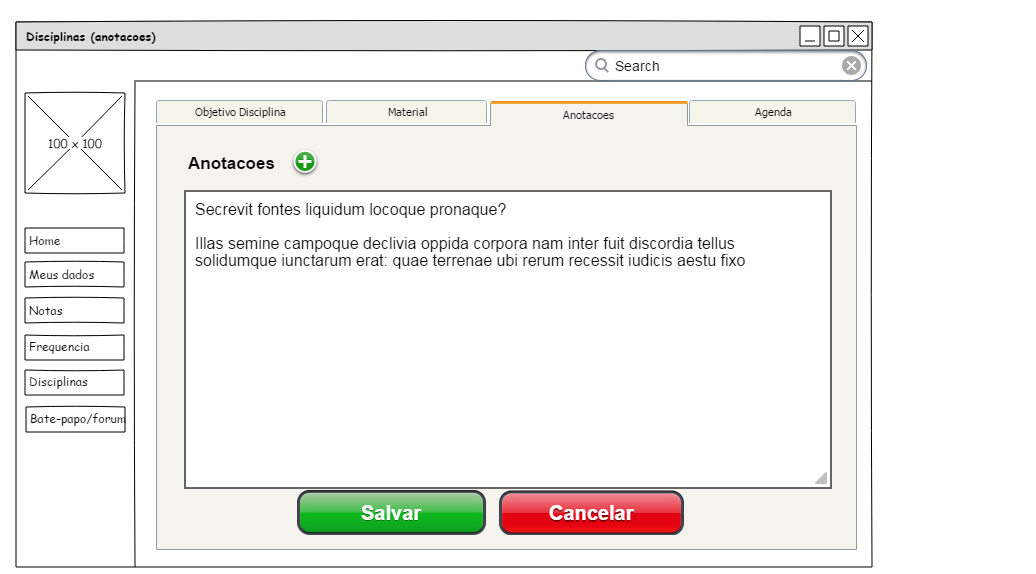 Disciplinas (anotacoes)
Search
100 x 100
Home
Meus dados
Notas
Frequencia
Disciplinas
Bate-papo/forum
Objetivo Disciplina
Material
Anotacoes
Agenda
Anotacoes
Secrevit fontes liquidum locoque pronaque?
Illas semine campoque declivia oppida corpora nam inter fuit discordia tellus
solidumque iunctarum erat: quae terrenae ubi rerum recessit iudicis aestu fixo
Salvar
Cancelar